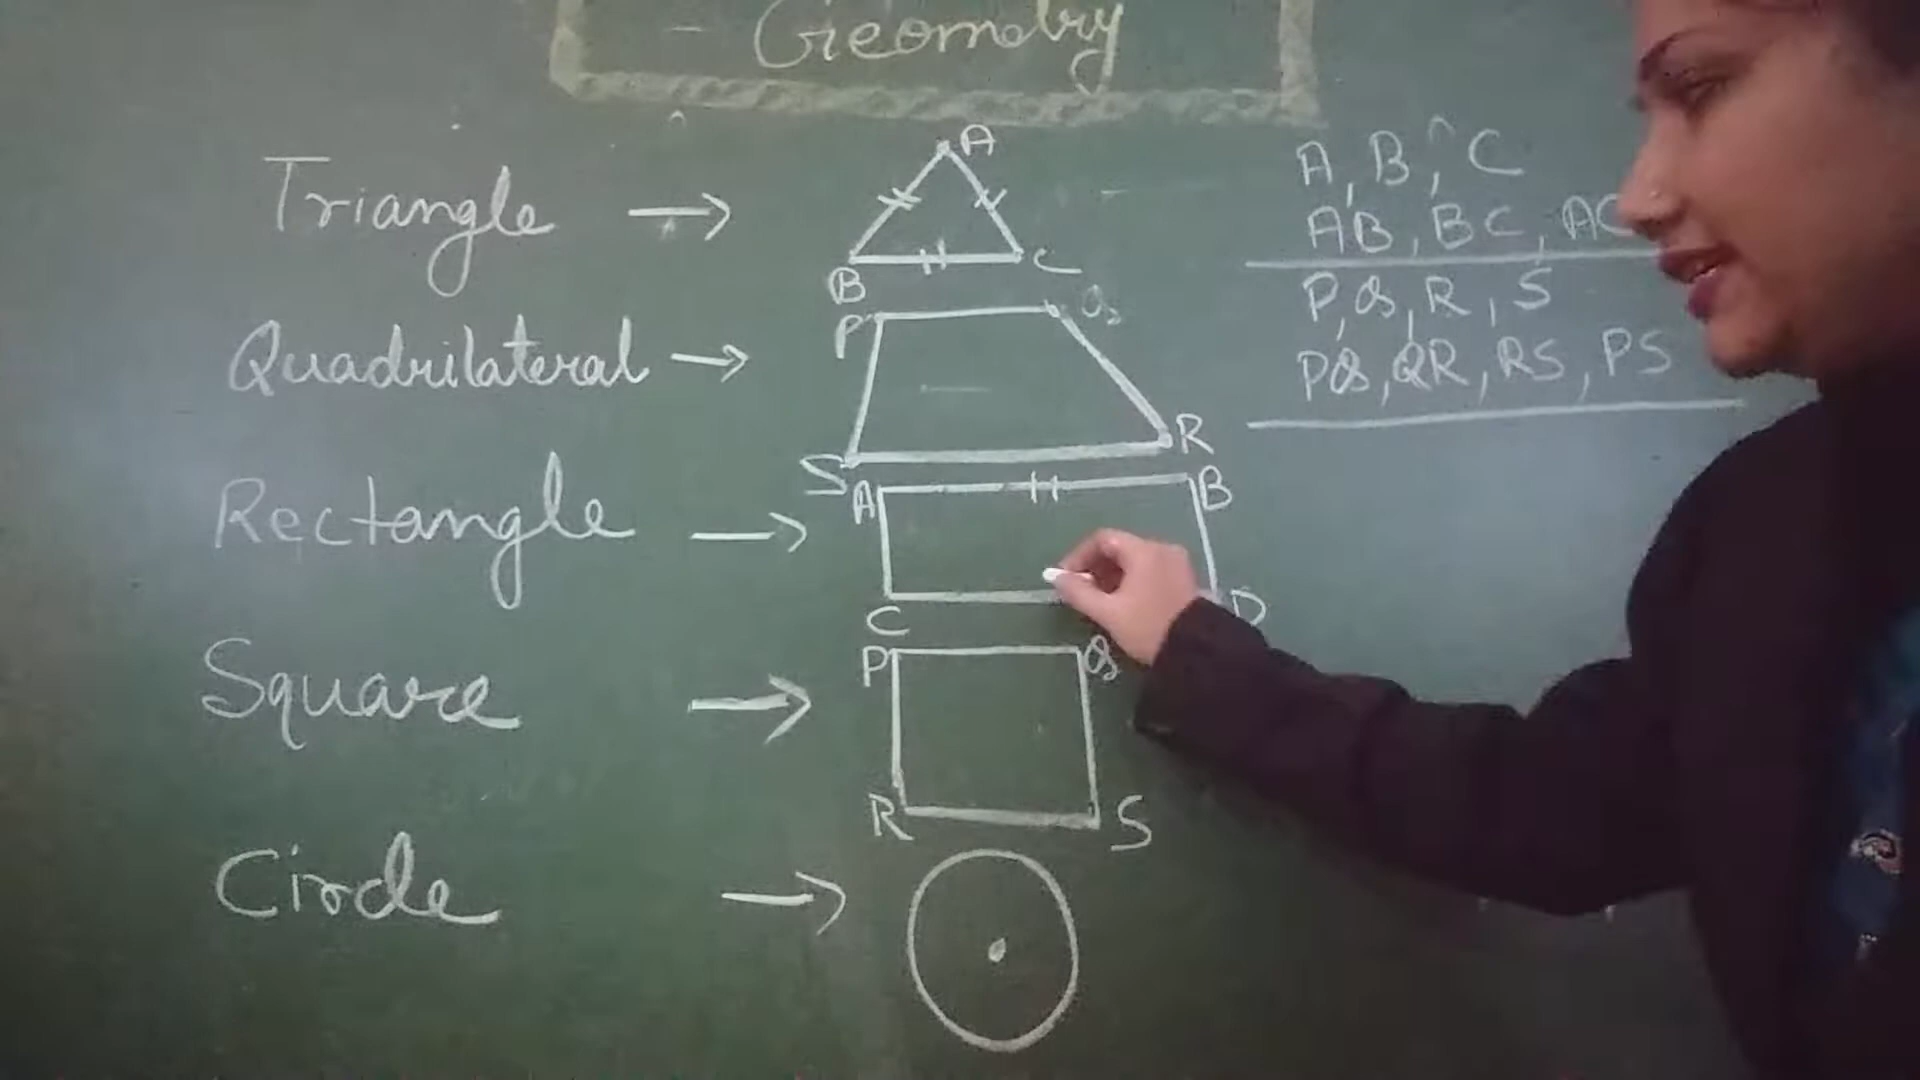 - Geometry
Triangle → A B C
A, B, C
AB, BC, AC
Quadrilateral → P Q R S
P, Q, R, S
PQ, QR, RS, PS
Rectangle → A B C D
Square → P Q R S
Circle →